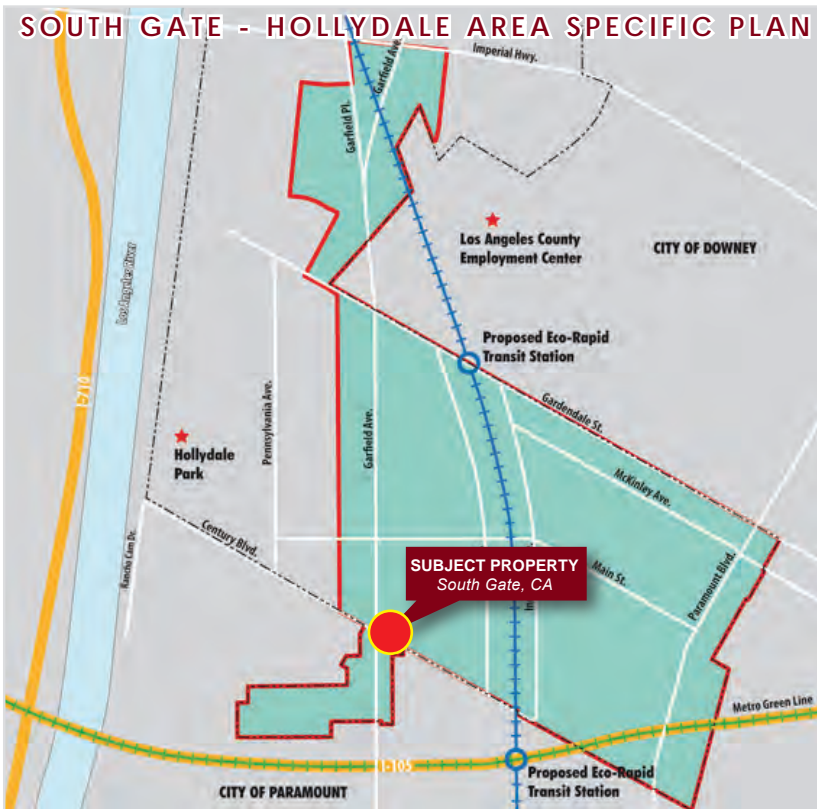 SOUTH GATE - HOLLYDALE AREA SPECIFIC PLAN
Imperial Hwy.
Garfield Ave.
Garfield Pl.
Los Angeles County
Employment Center
CITY OF DOWNEY
Los Angeles River
Proposed Eco-Rapid
Transit Station
I-710
Pennsylvania Ave.
Garfield Ave.
Gardendale St.
Hollydale
Park
McKinley Ave.
Century Blvd.
Rancho Cam Dr.
SUBJECT PROPERTY
South Gate, CA
Main St.
Paramount Blvd.
Metro Green Line
I-105
Proposed Eco-Rapid
Transit Station
CITY OF PARAMOUNT